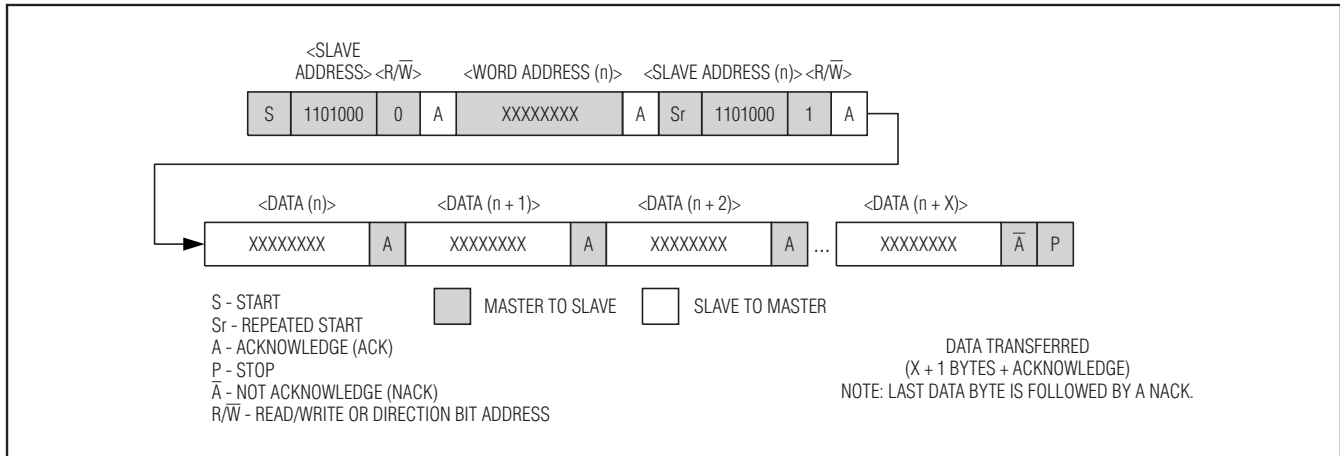 <SLAVE
ADDRESS> <R/W̅> <WORD ADDRESS (n)> <SLAVE ADDRESS (n)> <R/W̅>
S 1101000 0 A XXXXXXXX A Sr 1101000 1 A
<DATA (n)> <DATA (n + 1)> <DATA (n + 2)> <DATA (n + X)>
XXXXXXXX A XXXXXXXX A XXXXXXXX A ... XXXXXXXX A̅ P
S - START
Sr - REPEATED START
A - ACKNOWLEDGE (ACK)
P - STOP
A̅ - NOT ACKNOWLEDGE (NACK)
R/W̅ - READ/WRITE OR DIRECTION BIT ADDRESS
MASTER TO SLAVE SLAVE TO MASTER
DATA TRANSFERRED
(X + 1 BYTES + ACKNOWLEDGE)
NOTE: LAST DATA BYTE IS FOLLOWED BY A NACK.